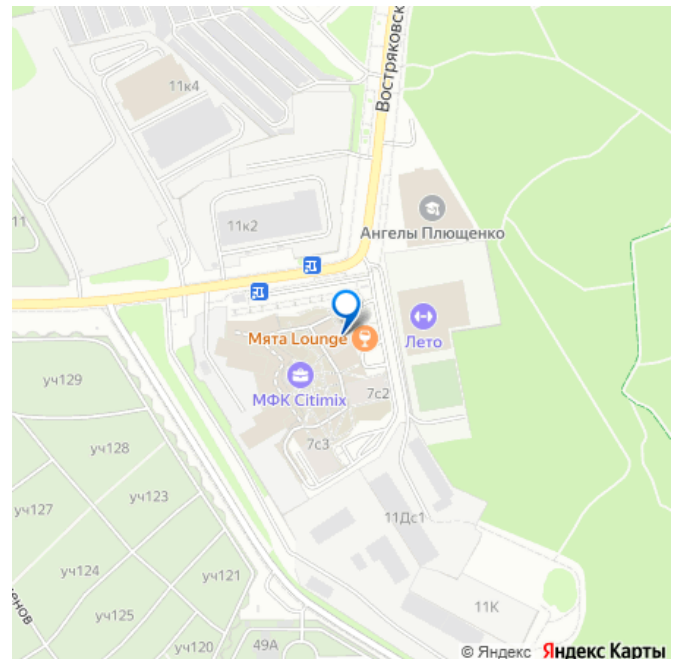 11к4
Востряковск
11
11к2
Ангелы Плющенко
Мята Lounge
Лето
МФК Citimix
7с2
7с3
уч129
уч128
уч127
уч123
11Дс1
уч124
уч121
11К
уч125
уч120
49А
© Яндекс Яндекс Карты